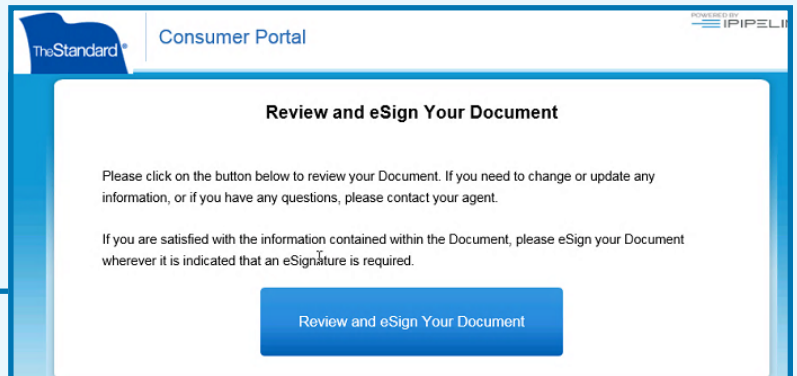 TheStandard®
Consumer Portal
POWERED BY
IPIPELIN
Review and eSign Your Document
Please click on the button below to review your Document. If you need to change or update any
information, or if you have any questions, please contact your agent.
If you are satisfied with the information contained within the Document, please eSign your Document
wherever it is indicated that an eSignature is required.
Review and eSign Your Document